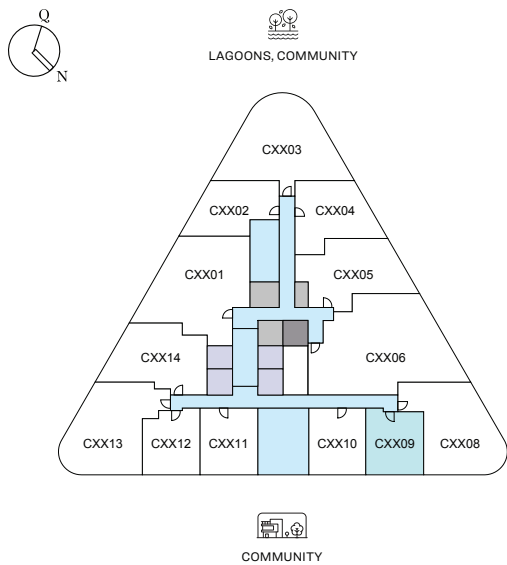 Q
N
LAGOONS, COMMUNITY
CXX03
CXX02
CXX04
CXX01
CXX05
CXX14
CXX06
CXX13
CXX12
CXX11
CXX10
CXX09
CXX08
COMMUNITY